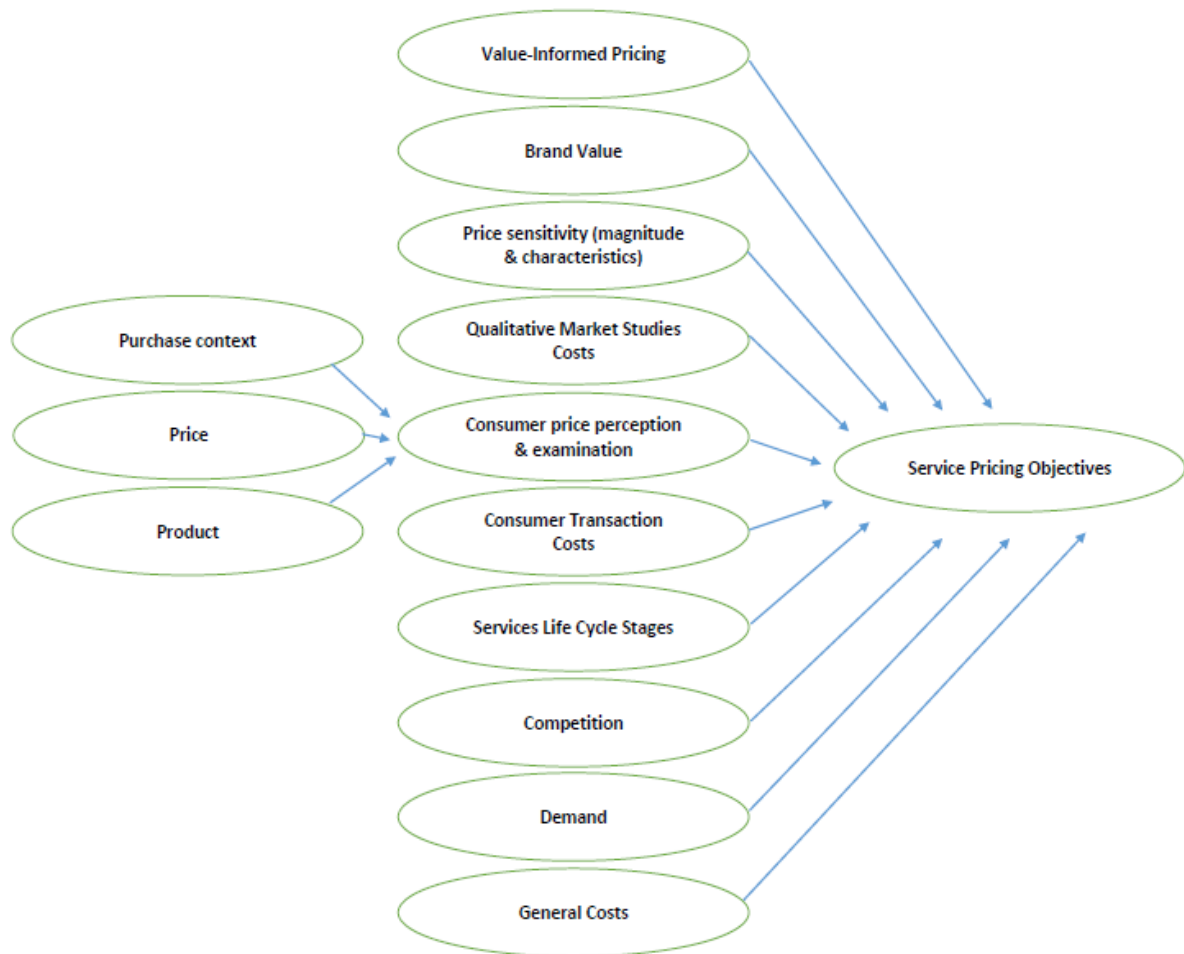 Value-Informed Pricing
Brand Value
Price sensitivity (magnitude
& characteristics)
Qualitative Market Studies
Costs
Purchase context
Price
Product
Consumer price perception
& examination
Service Pricing Objectives
Consumer Transaction
Costs
Services Life Cycle Stages
Competition
Demand
General Costs